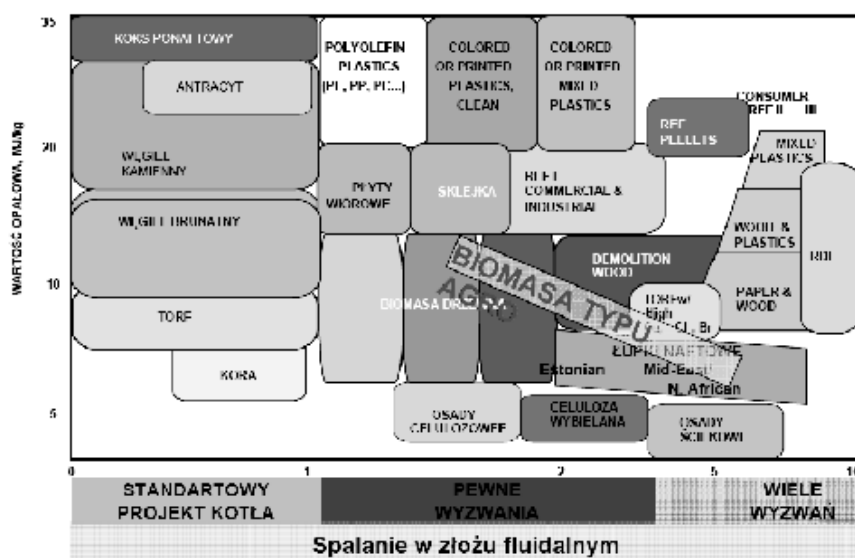 35
KOKS PONAFTOWY
ANTRACYT
WĘGIEL
KAMIENNY
POLYOLEFIN
PLASTICS
COLORED
OR PRINTED
PLASTICS,
CLEAN
COLORED
OR PRINTED
MIXED
PLASTICS
CONSUMER
REF
PELLETS
MIXED
PLASTICS
WARTOŚĆ OPAŁOWA, MJ/kg
20
PŁYTY
WIÓROWE
SKLEJKA
COMMERCIAL &
INDUSTRIAL
WĘGIEL BRUNATNY
WOOD &
PLASTICS
RDF
DEMOLITION
WOOD
BIOMASA TYPU
AGRO
10
BIOMASA DRZEWNA
High
PAPER &
WOOD
TORF
ŁUPKI NAFTOWE
Estonian
Mid-East/
N. African
KORA
5
OSADY
CELULOZOWE
CELULOZA
WYBIELANA
OSADY
ŚCIEKOWE
0
1
2
5
10
STANDARTOWY
PROJEKT KOTŁA
PEWNE
WYZWANIA
WIELE
WYZWAŃ
Spalanie w złożu fluidalnym